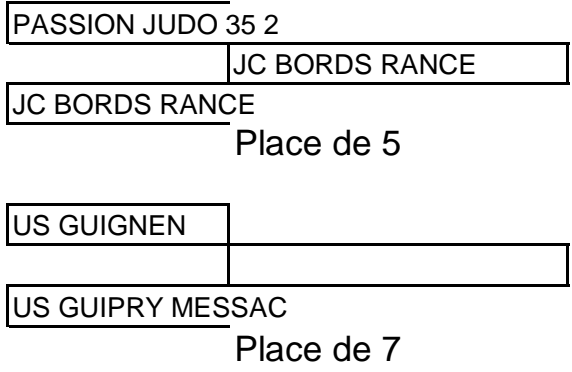 PASSION JUDO 35 2
JC BORDS RANCE
JC BORDS RANCE
Place de 5
US GUIGNEN
US GUIPRY MESSAC
Place de 7